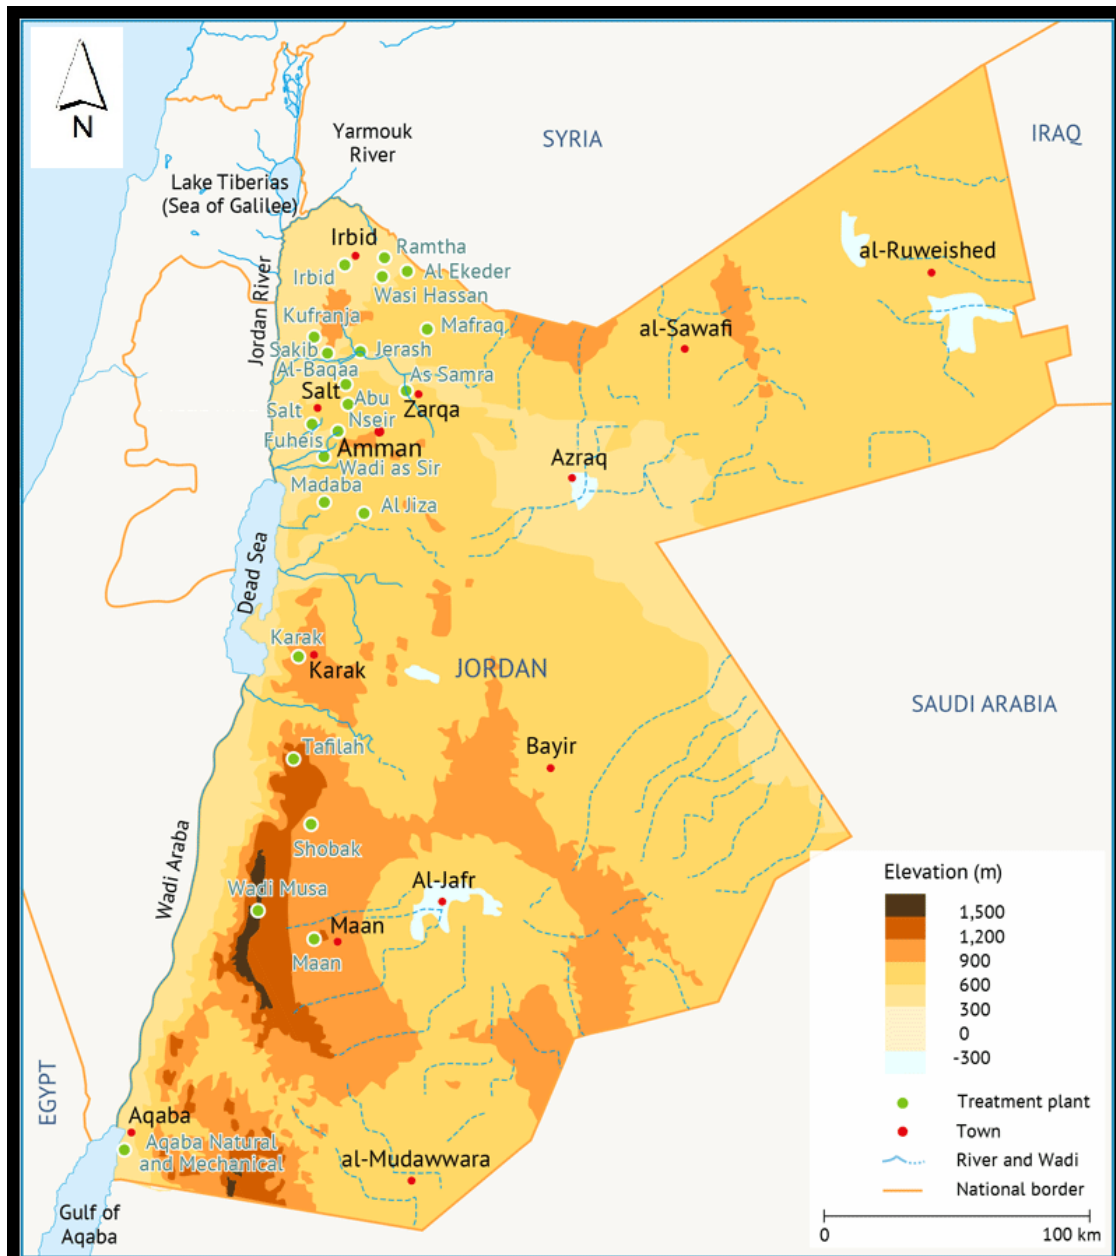 N
SYRIA
IRAQ
Yarmouk
River
Lake Tiberias
(Sea of Galilee)
Jordan River
Irbid
Ramtha
Irbid
Al Ekeder
Wasi Hassan
al-Ruweished
Kufranja
Mafraq
al-Sawafi
Sakib
Jerash
Al-Baqaa
As Samra
Salt
Abu
Nseir
Zarqa
Salt
Fuheis
Amman
Wadi as Sir
Azraq
Madaba
Al Jiza
Dead Sea
Karak
Karak
JORDAN
SAUDI ARABIA
Tafilah
Bayir
Shobak
Wadi Araba
Wadi Musa
Al-Jafr
Maan
Maan
EGYPT
Aqaba
Aqaba Natural
and Mechanical
al-Mudawwara
Gulf of
Aqaba
Elevation (m)
1,500
1,200
900
600
300
0
-300
Treatment plant
Town
River and Wadi
National border
0 100 km